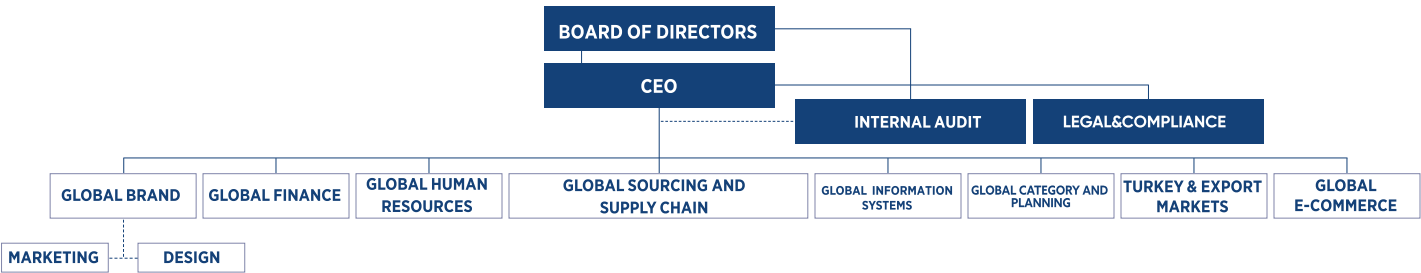 BOARD OF DIRECTORS
CEO
INTERNAL AUDIT
LEGAL&COMPLIANCE
GLOBAL BRAND
GLOBAL FINANCE
GLOBAL HUMAN
RESOURCES
GLOBAL SOURCING AND
SUPPLY CHAIN
GLOBAL INFORMATION
SYSTEMS
GLOBAL CATEGORY AND
PLANNING
TURKEY & EXPORT
MARKETS
GLOBAL
E-COMMERCE
MARKETING
DESIGN